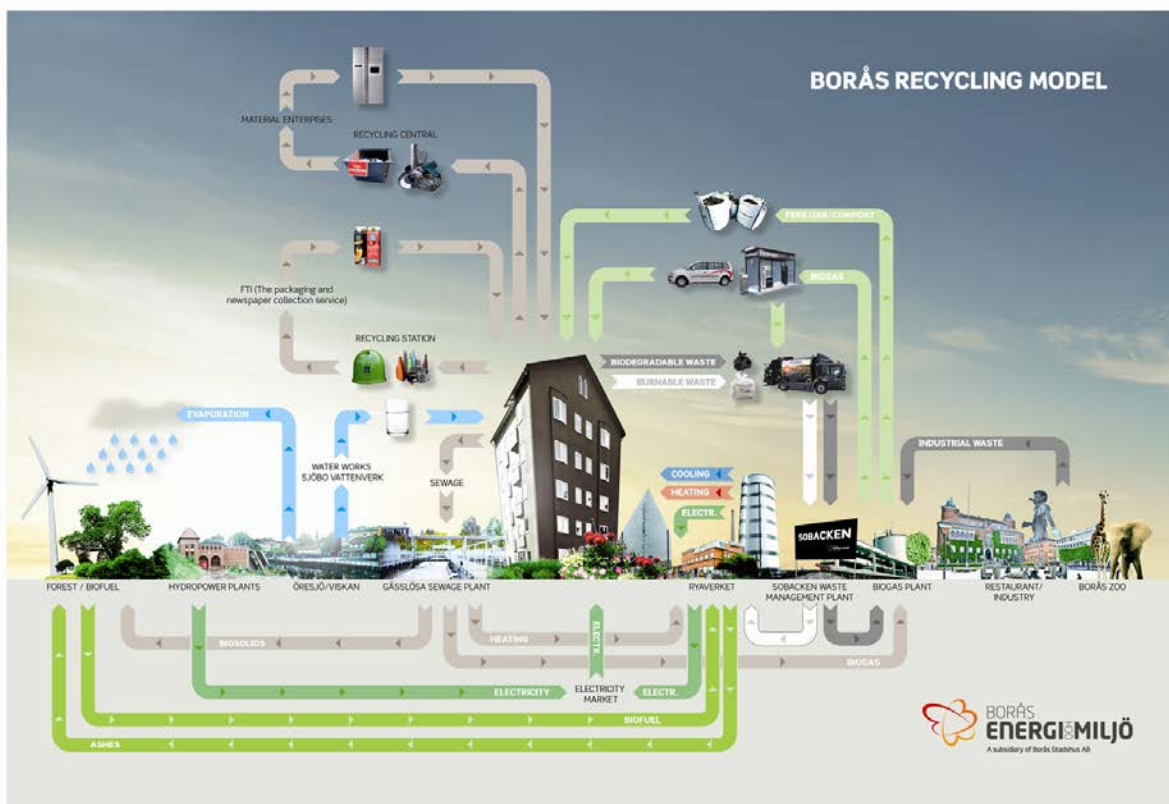 BORÅS RECYCLING MODEL
MATERIAL ENTERPISES
RECYCLING CENTRAL
FERILISER+COMPORT
BIOGAS
FTI (The packaging and
newspaper collection service)
RECYCLING STATION
BIODEGRADABLE WASTE
BURNABLE WASTE
EVAPORATION
INDUSTRIAL WASTE
WATER WORKS
SJÖBO VATTENVERK
SEWAGE
COOLING
HEATING
ELECTR.
SOBACKEN
FOREST / BIOFUEL
HYDROPOWER PLANTS
ÖRESJÖ/VISKAN
GÄSSLÖSA SEWAGE PLANT
RYAVERKET
SOBACKEN WASTE
MANAGEMENT PLANT
BIOGAS PLANT
RESTAURANT/
INDUSTRY
BORÅS ZOO
BIOSOLIDS
HEATING
ELECTR.
BIOGAS
ELECTRICITY
ELECTRICITY
MARKET
ELECTR.
BIOFUEL
ASHES
BORÅS
ENERGI OCH MILJÖ
A subsidiary of Borås Stadshus AB